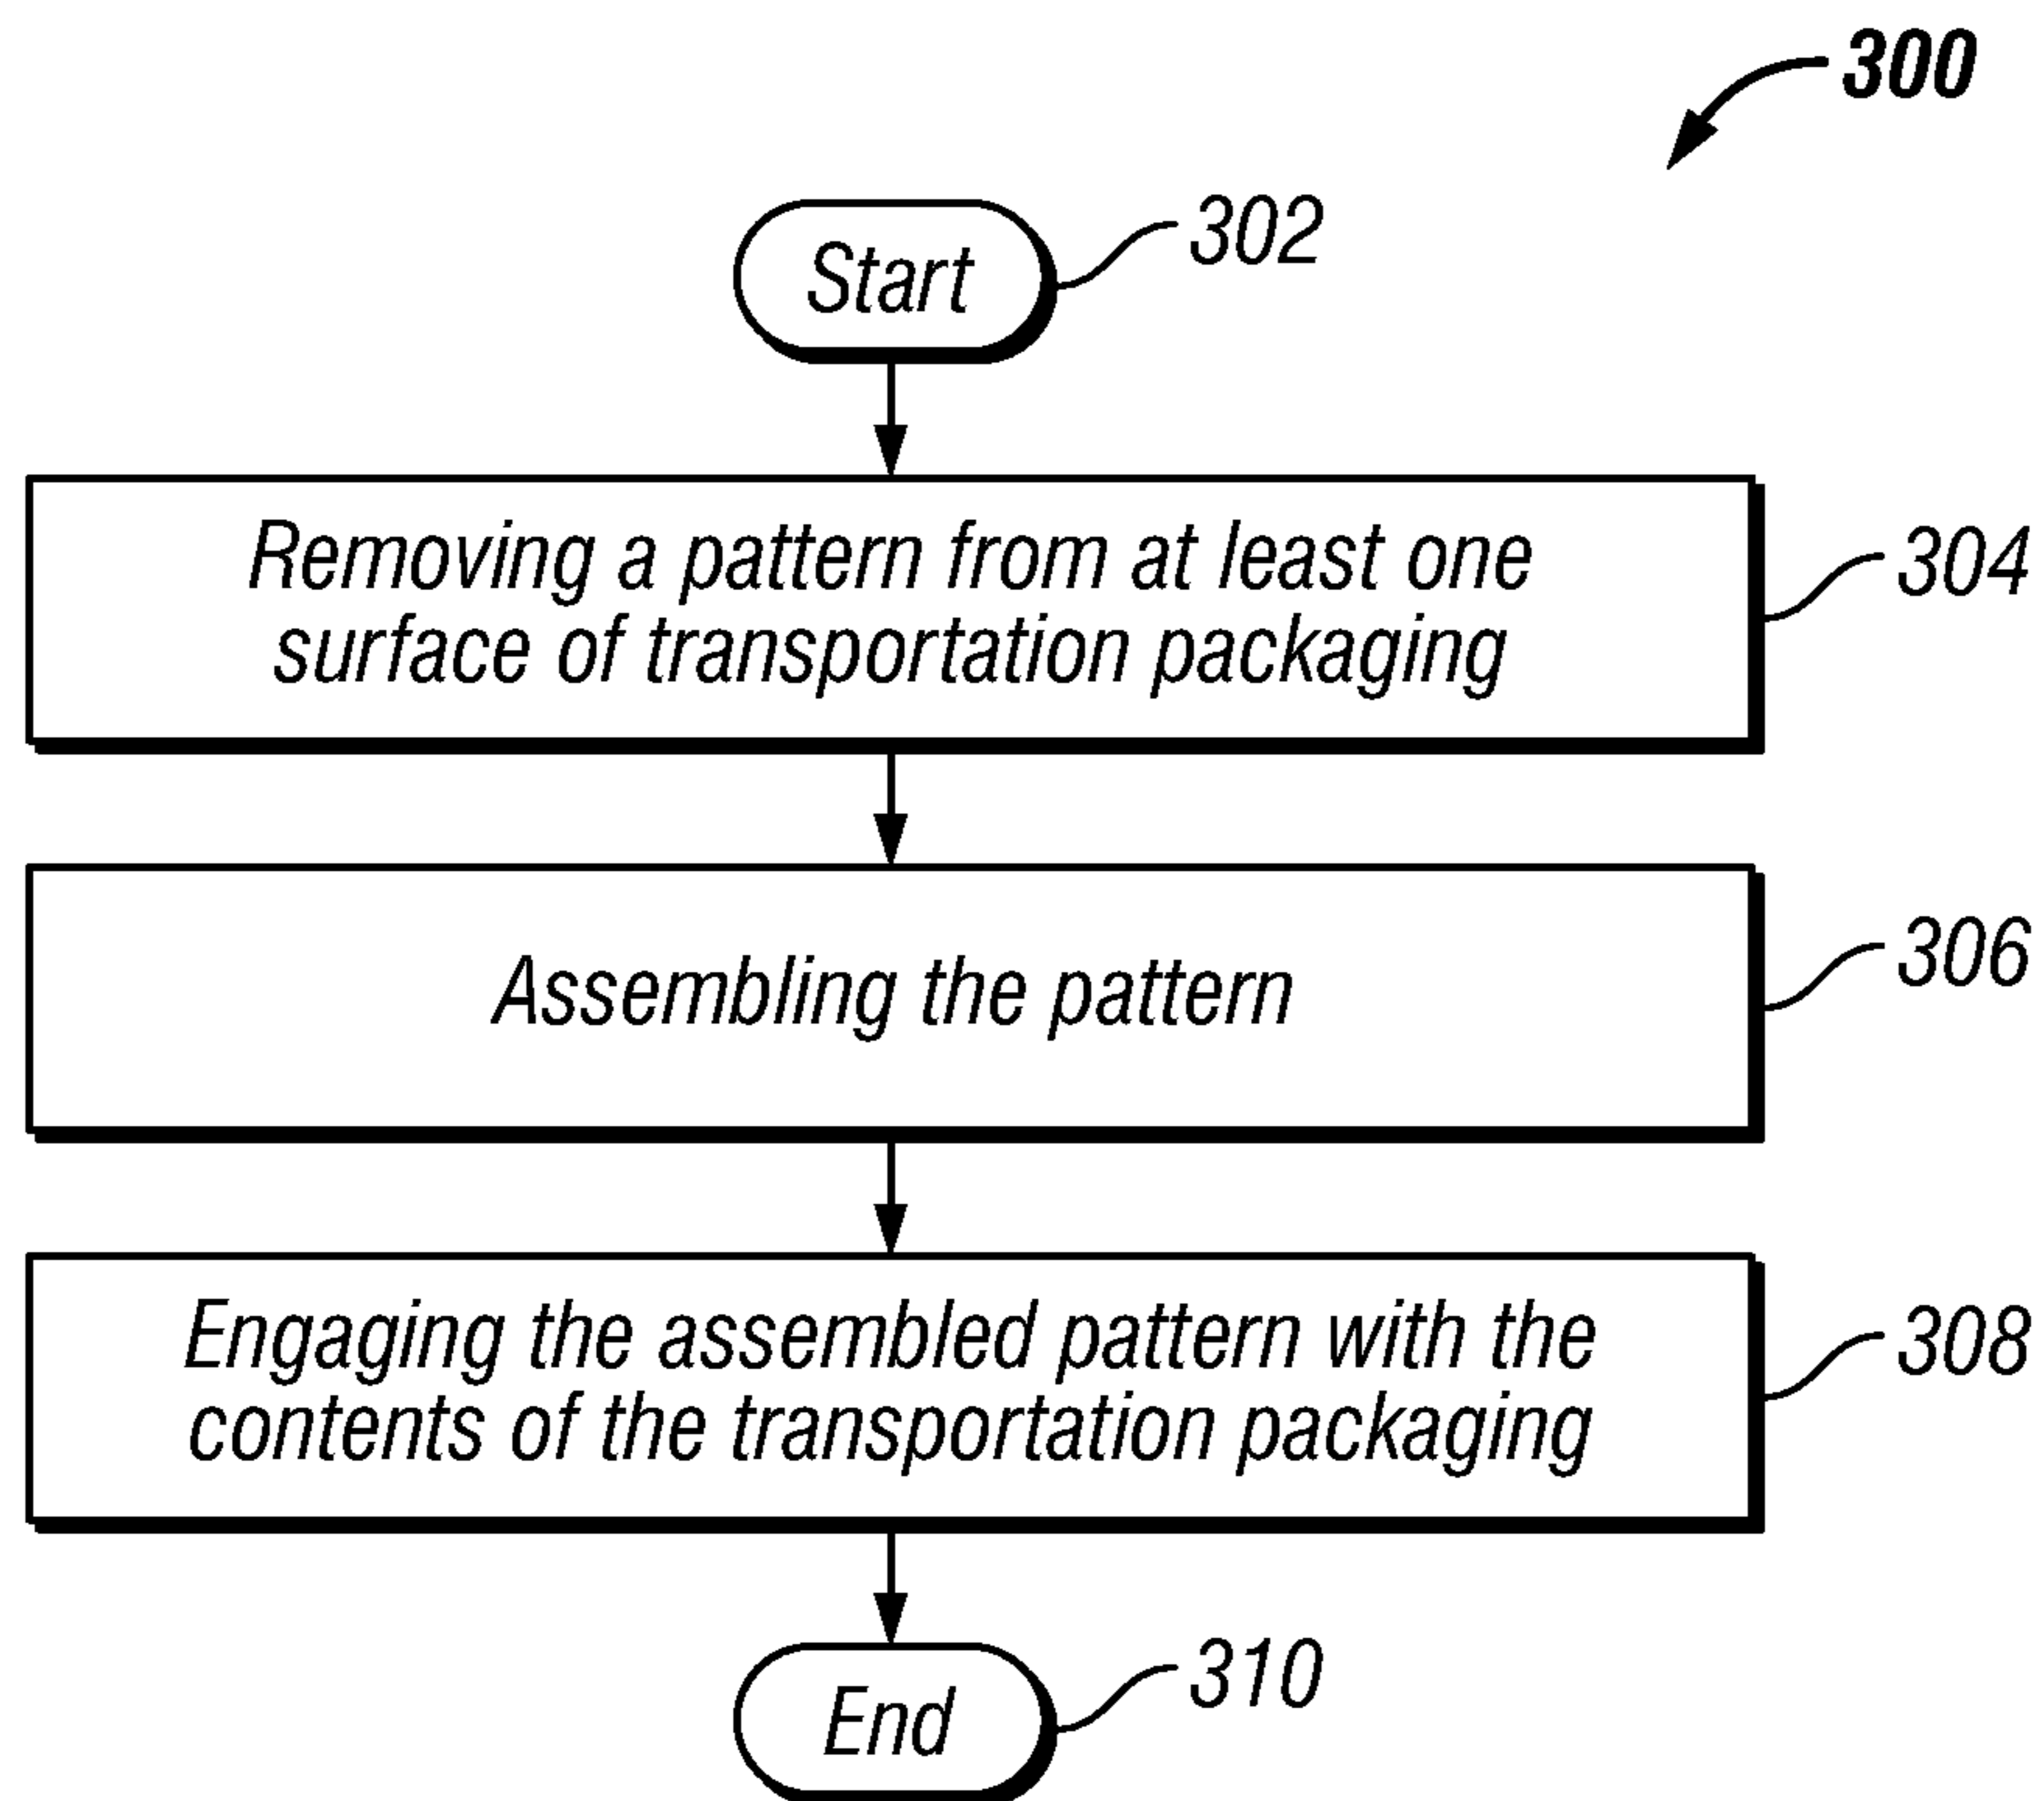 300
Start
302
Removing a pattern from at least one
surface of transportation packaging
304
Assembling the pattern
306
Engaging the assembled pattern with the
contents of the transportation packaging
308
End
310